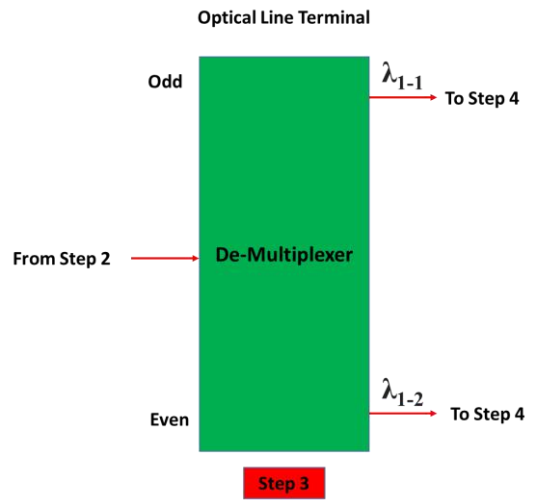 Optical Line Terminal
Odd
λ1-1
To Step 4
From Step 2
De-Multiplexer
λ1-2
Even
To Step 4
Step 3